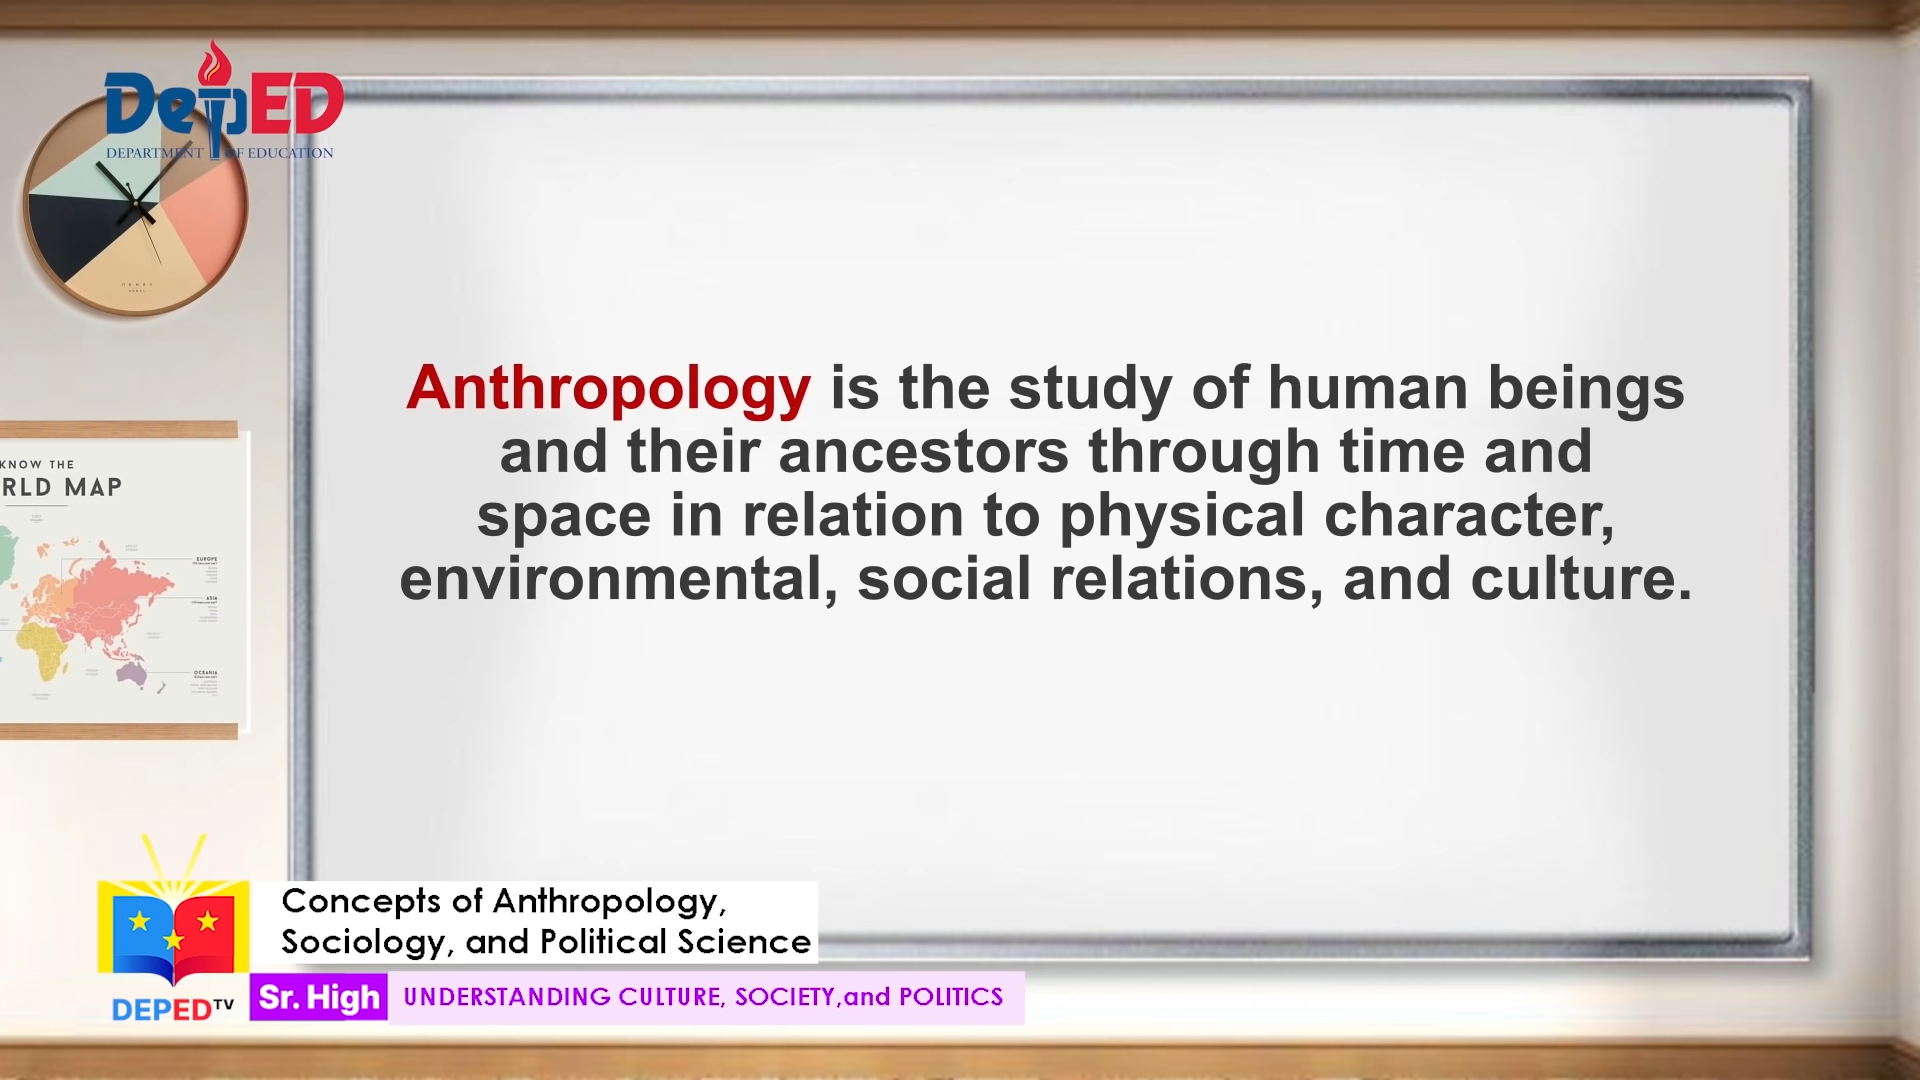 DepED
DEPARTMENT OF EDUCATION
Anthropology is the study of human beings
and their ancestors through time and
space in relation to physical character,
environmental, social relations, and culture.
KNOW THE
RLD MAP
EUROPE
ASIA
OCEANIA
Concepts of Anthropology,
Sociology, and Political Science
DEPED TV
Sr. High
UNDERSTANDING CULTURE, SOCIETY,and POLITICS